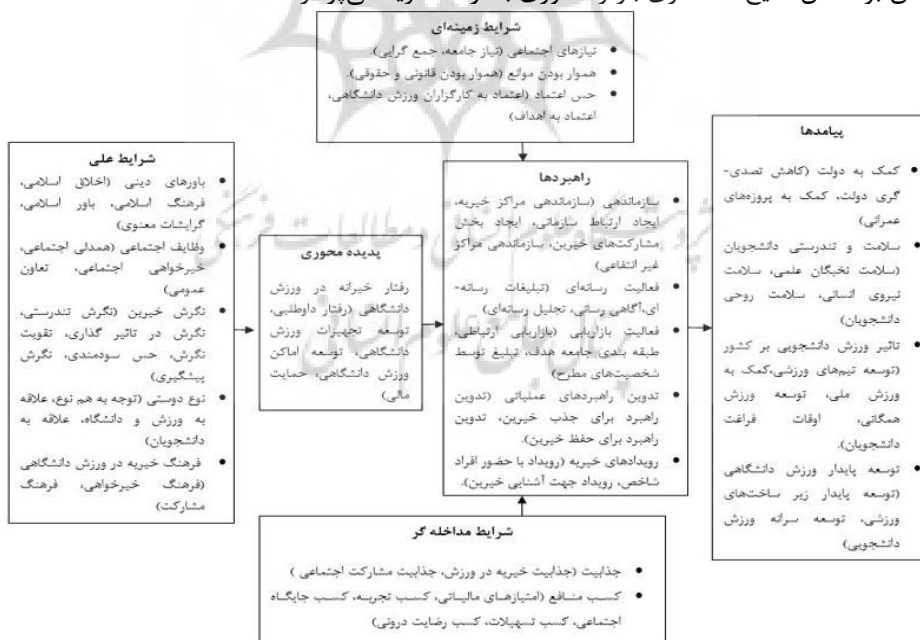 شرایط زمینه‌ای
نیازهای اجتماعی (نیاز جامعه، جمع گرایی).
هموار بودن موانع (هموار بودن قانونی و حقوقی).
حس اعتماد (اعتماد به کارگزاران ورزش دانشگاهی،
اعتماد به اهداف)
شرایط علی
باورهای دینی (اخلاق اسلامی،
فرهنگ اسلامی، باور اسلامی،
گرایشات معنوی)
وظایف اجتماعی (همدلی اجتماعی،
خیرخواهی اجتماعی، تعاون
عمومی)
نگرش خیرین (نگرش تندرستی،
نگرش در تاثیر گذاری، تقویت
نگرش، حس سودمندی، نگرش
پیشگیری)
نوع دوستی (توجه به هم نوع، علاقه
به ورزش و دانشگاه، علاقه به
دانشجویان)
فرهنگ خیریه در ورزش دانشگاهی
(فرهنگ خیرخواهی، فرهنگ
مشارکت)
پدیده محوری
رفتار خیرانه در ورزش
دانشگاهی (رفتار داوطلبی،
توسعه تجهیزات ورزش
دانشگاهی، توسعه اماکن
ورزش دانشگاهی، حمایت
مالی)
راهبردها
سازماندهی (سازماندهی مراکز خیریه،
ایجاد ارتباط سازمانی، ایجاد بخش
مشارکت‌های خیرین، سازماندهی مراکز
غیر انتفاعی)
فعالیت رسانه‌ای (تبلیغات رسانه-
ای، آگاهی رسانی، تجلیل رسانه‌ای)
فعالیت بازاریابی (بازاریابی ارتباطی،
طبقه بندی جامعه هدف، تبلیغ توسط
شخصیت‌های مطرح)
تدوین راهبردهای عملیاتی (تدوین
راهبرد برای جذب خیرین، تدوین
راهبرد برای حفظ خیرین).
رویدادهای خیریه (رویداد با حضور افراد
شاخص، رویداد جهت آشنایی خیرین).
پیامدها
کمک به دولت (کاهش تصدی-
گری دولت، کمک به پروژه‌های
عمرانی)
سلامت و تندرستی دانشجویان
(سلامت نخبگان علمی، سلامت
نیروی انسانی، سلامت روحی
دانشجویان)
تاثیر ورزش دانشجویی بر کشور
(توسعه تیم‌های ورزشی، کمک به
ورزش ملی، توسعه ورزش
همگانی، اوقات فراغت
دانشجویان).
توسعه پایدار ورزش دانشگاهی
(توسعه پایدار زیر ساخت‌های
ورزشی، توسعه سرانه ورزش
دانشجویی)
شرایط مداخله گر
جذابیت (جذابیت خیریه در ورزش، جذابیت مشارکت اجتماعی )
کسب منافع (امتیازهای مالیاتی، کسب تجربه، کسب جایگاه
اجتماعی، کسب تسهیلات، کسب رضایت درونی)